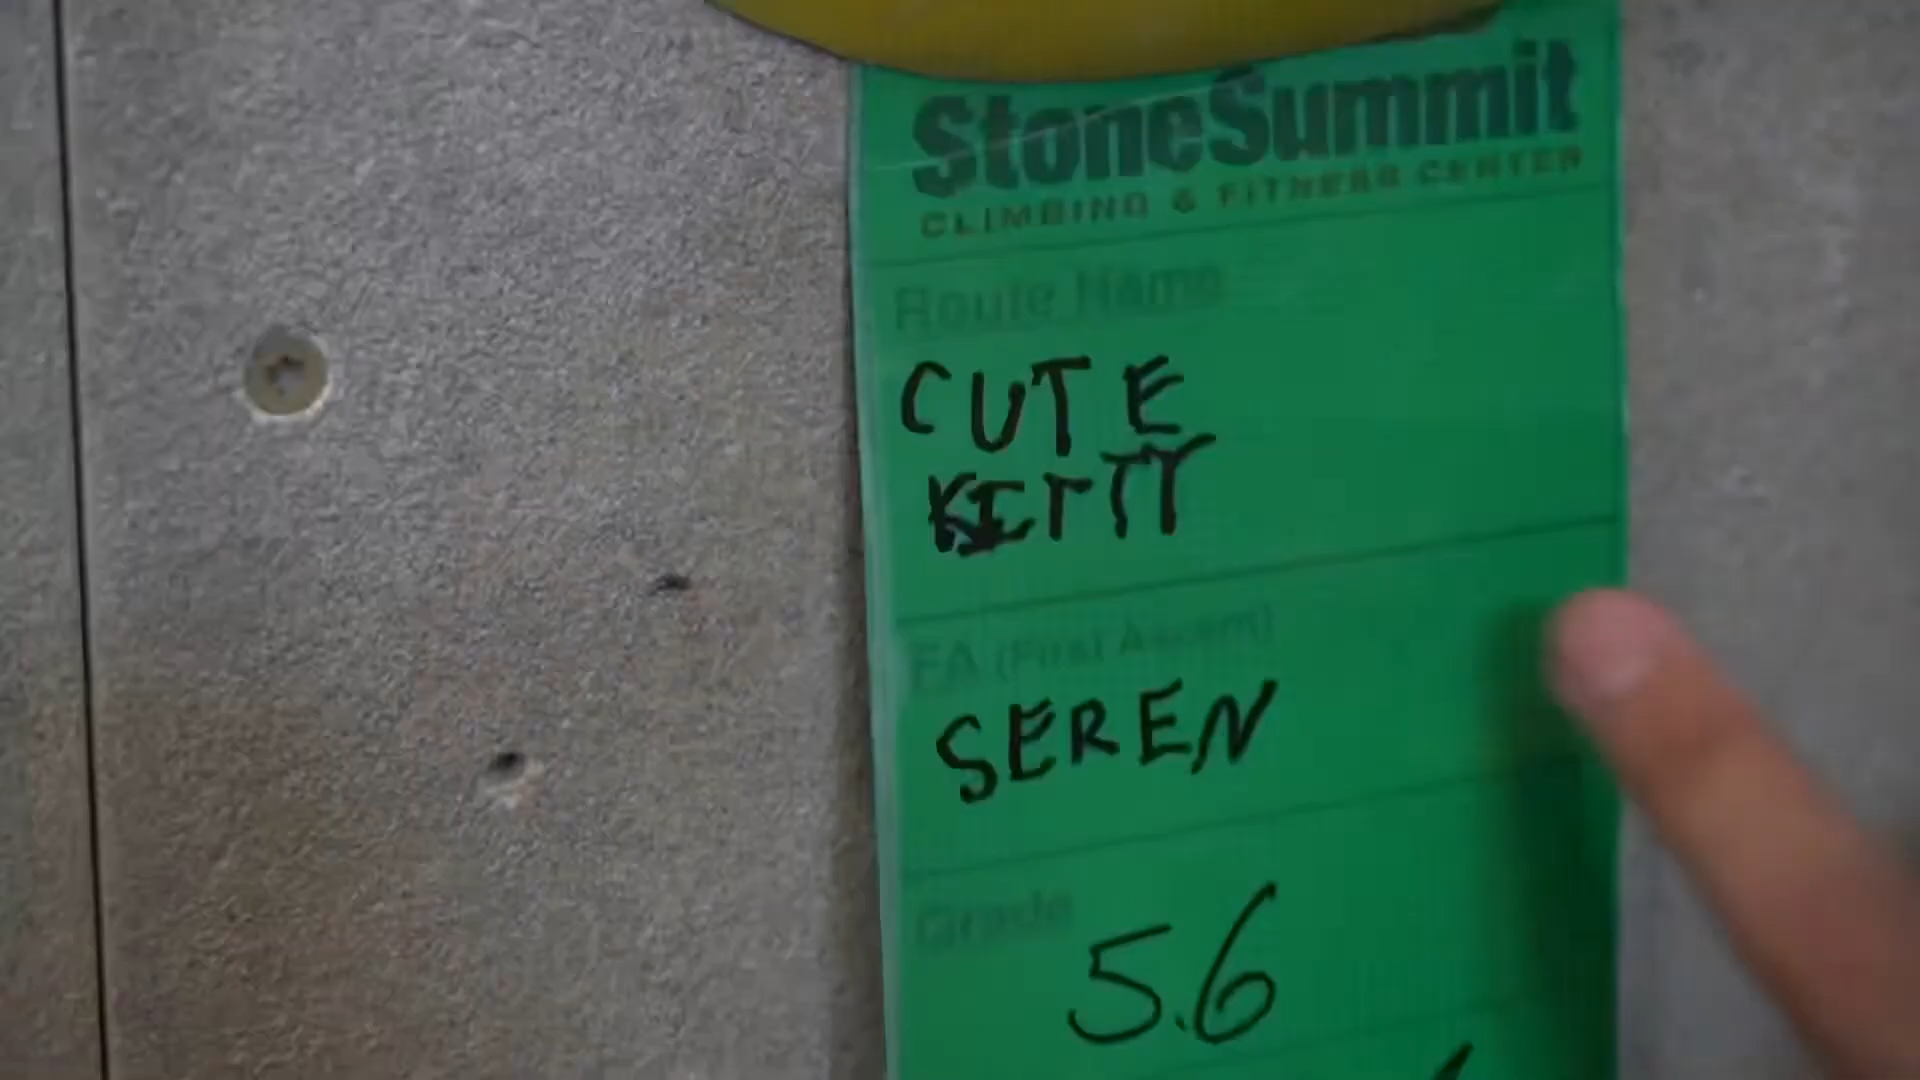 StoneSummit
CLIMBING & FITNESS CENTER
Route Name
CUTE
KITTY
FA (First Ascent)
SEREN
Grade
5.6